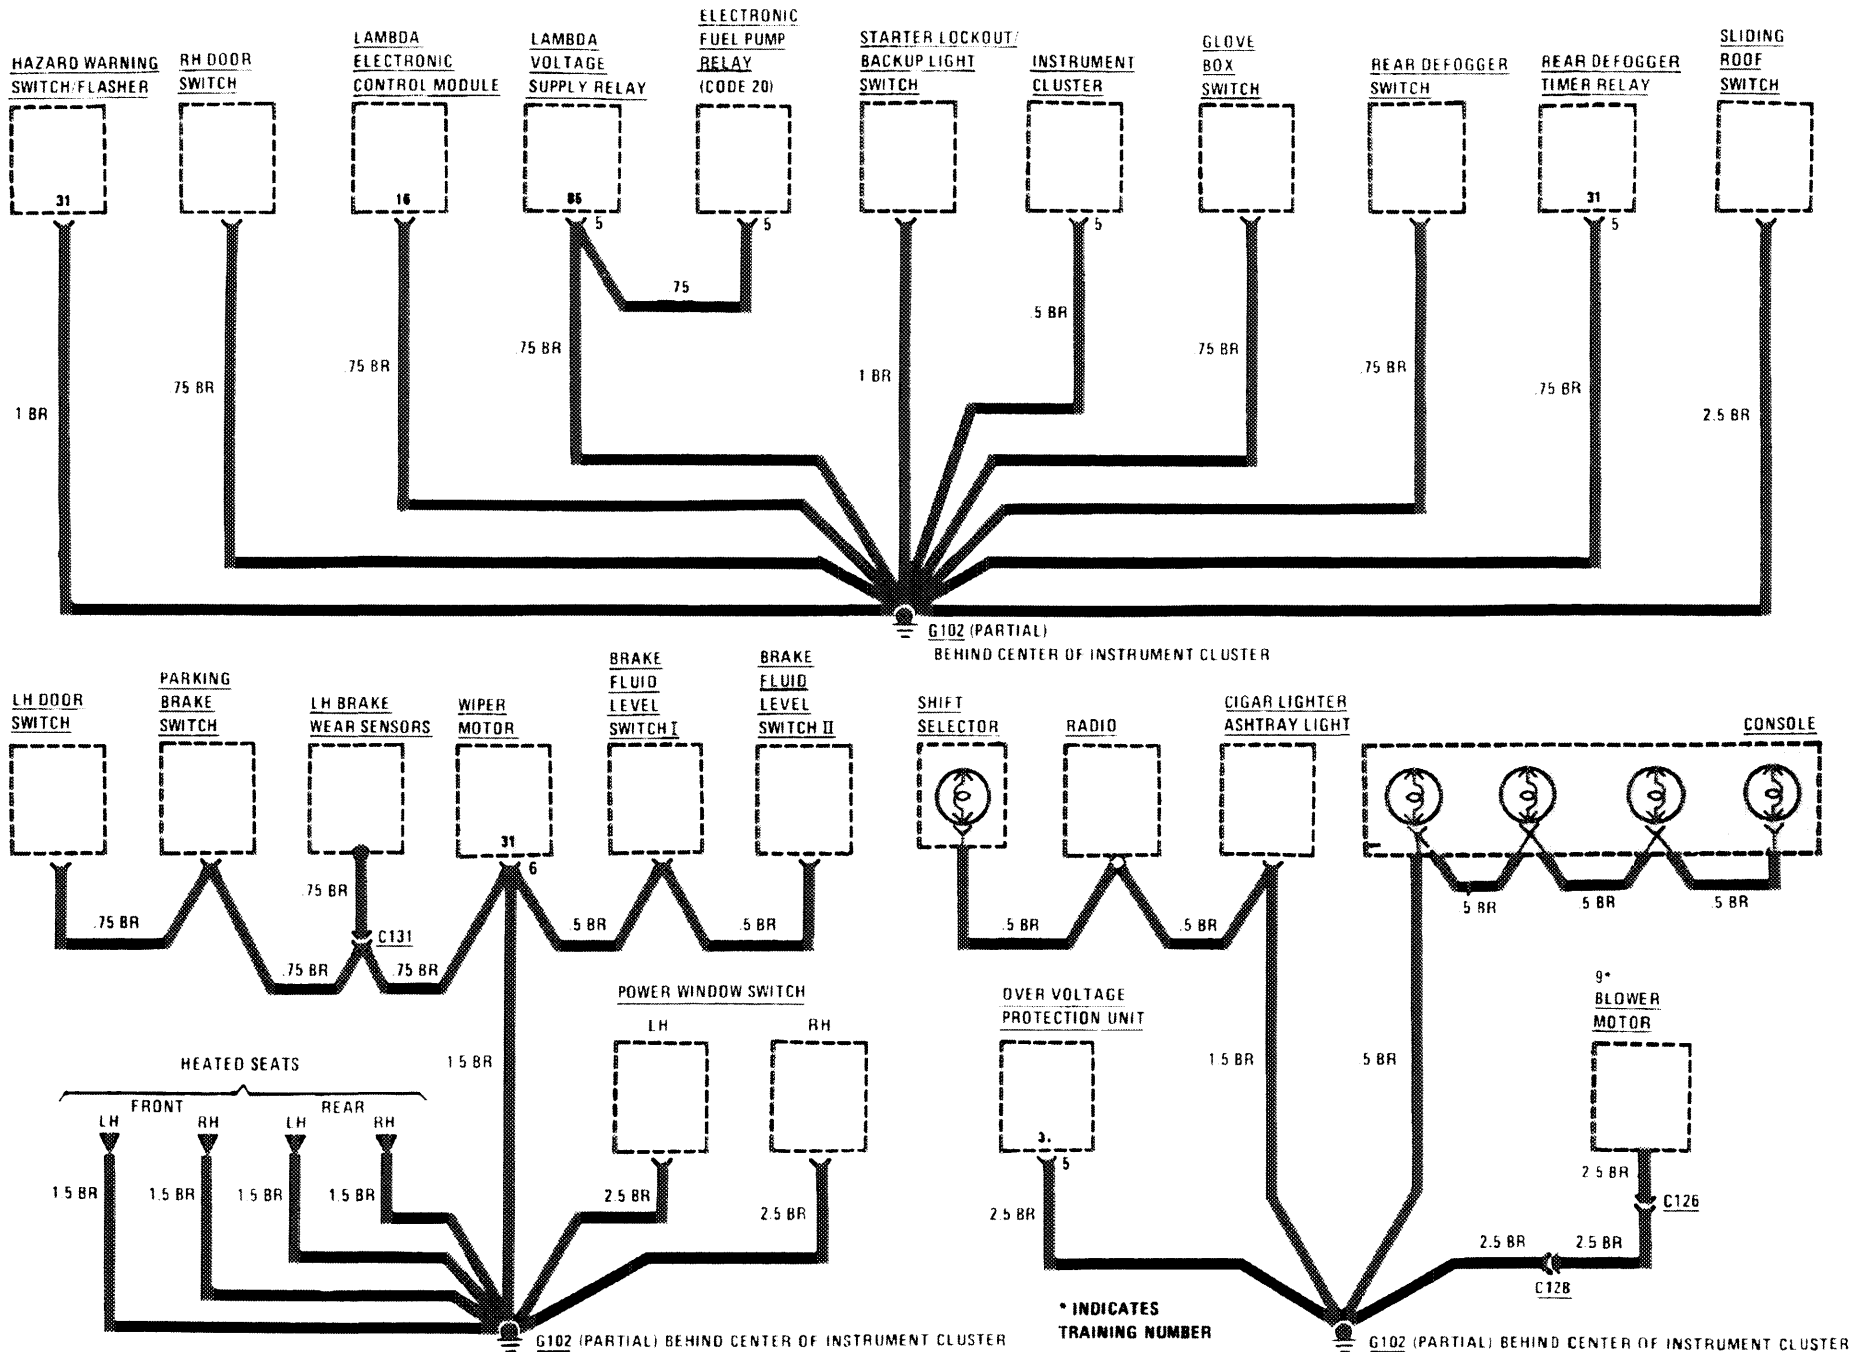 HAZARD WARNING
SWITCH/FLASHER
RH DOOR
SWITCH
LAMBDA
ELECTRONIC
CONTROL MODULE
LAMBDA
VOLTAGE
SUPPLY RELAY
ELECTRONIC
FUEL PUMP
RELAY
(CODE 20)
STARTER LOCKOUT/
BACKUP LIGHT
SWITCH
INSTRUMENT
CLUSTER
GLOVE
BOX
SWITCH
REAR DEFOGGER
SWITCH
REAR DEFOGGER
TIMER RELAY
SLIDING
ROOF
SWITCH
31
16
31
5
5
5
5
.75
.5 BR
.75 BR
.75 BR
.75 BR
1 BR
.75 BR
.75 BR
.75 BR
1 BR
2.5 BR
G102 (PARTIAL)
BEHIND CENTER OF INSTRUMENT CLUSTER
LH DOOR
SWITCH
PARKING
BRAKE
SWITCH
LH BRAKE
WEAR SENSORS
WIPER
MOTOR
BRAKE
FLUID
LEVEL
SWITCH I
BRAKE
FLUID
LEVEL
SWITCH II
SHIFT
SELECTOR
RADIO
CIGAR LIGHTER
ASHTRAY LIGHT
CONSOLE
31
6
.75 BR
.75 BR
C131
.75 BR
.75 BR
.5 BR
.5 BR
.5 BR
.5 BR
.5 BR
.5 BR
.5 BR
POWER WINDOW SWITCH
LH
RH
OVER VOLTAGE
PROTECTION UNIT
9*
BLOWER
MOTOR
HEATED SEATS
FRONT
REAR
LH
RH
LH
RH
1.5 BR
1.5 BR
.5 BR
5
1.5 BR
1.5 BR
1.5 BR
1.5 BR
2.5 BR
2.5 BR
2.5 BR
2.5 BR
C126
2.5 BR
2.5 BR
C128
* INDICATES
TRAINING NUMBER
G102 (PARTIAL) BEHIND CENTER OF INSTRUMENT CLUSTER
G102 (PARTIAL) BEHIND CENTER OF INSTRUMENT CLUSTER